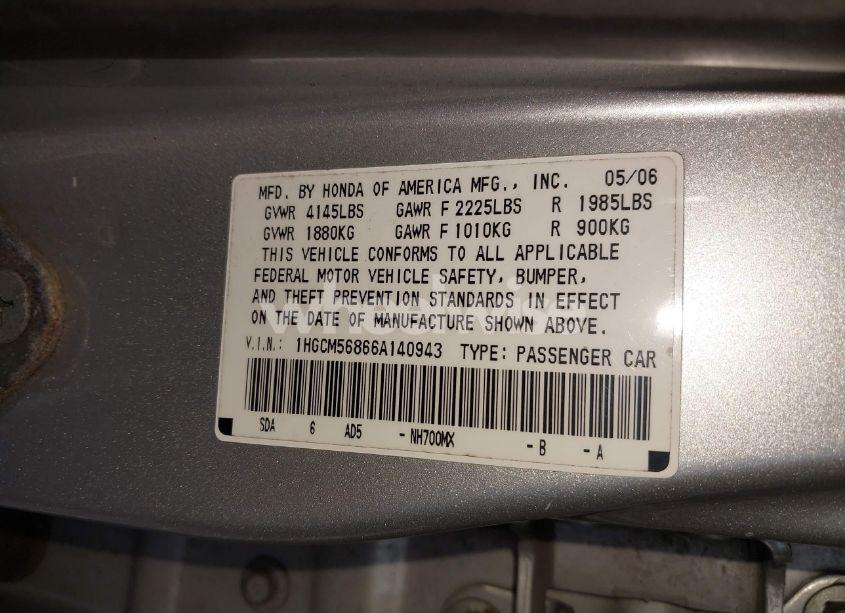 MFD. BY HONDA OF AMERICA MFG., INC. 05/06
GVWR 4145LBS GAWR F 2225LBS R 1985LBS
GVWR 1880KG GAWR F 1010KG R 900KG
THIS VEHICLE CONFORMS TO ALL APPLICABLE
FEDERAL MOTOR VEHICLE SAFETY, BUMPER,
AND THEFT PREVENTION STANDARDS IN EFFECT
ON THE DATE OF MANUFACTURE SHOWN ABOVE.
V.I.N.: 1HGCM56866A140943 TYPE: PASSENGER CAR
SDA 6 AD5 - NH700MX - B - A